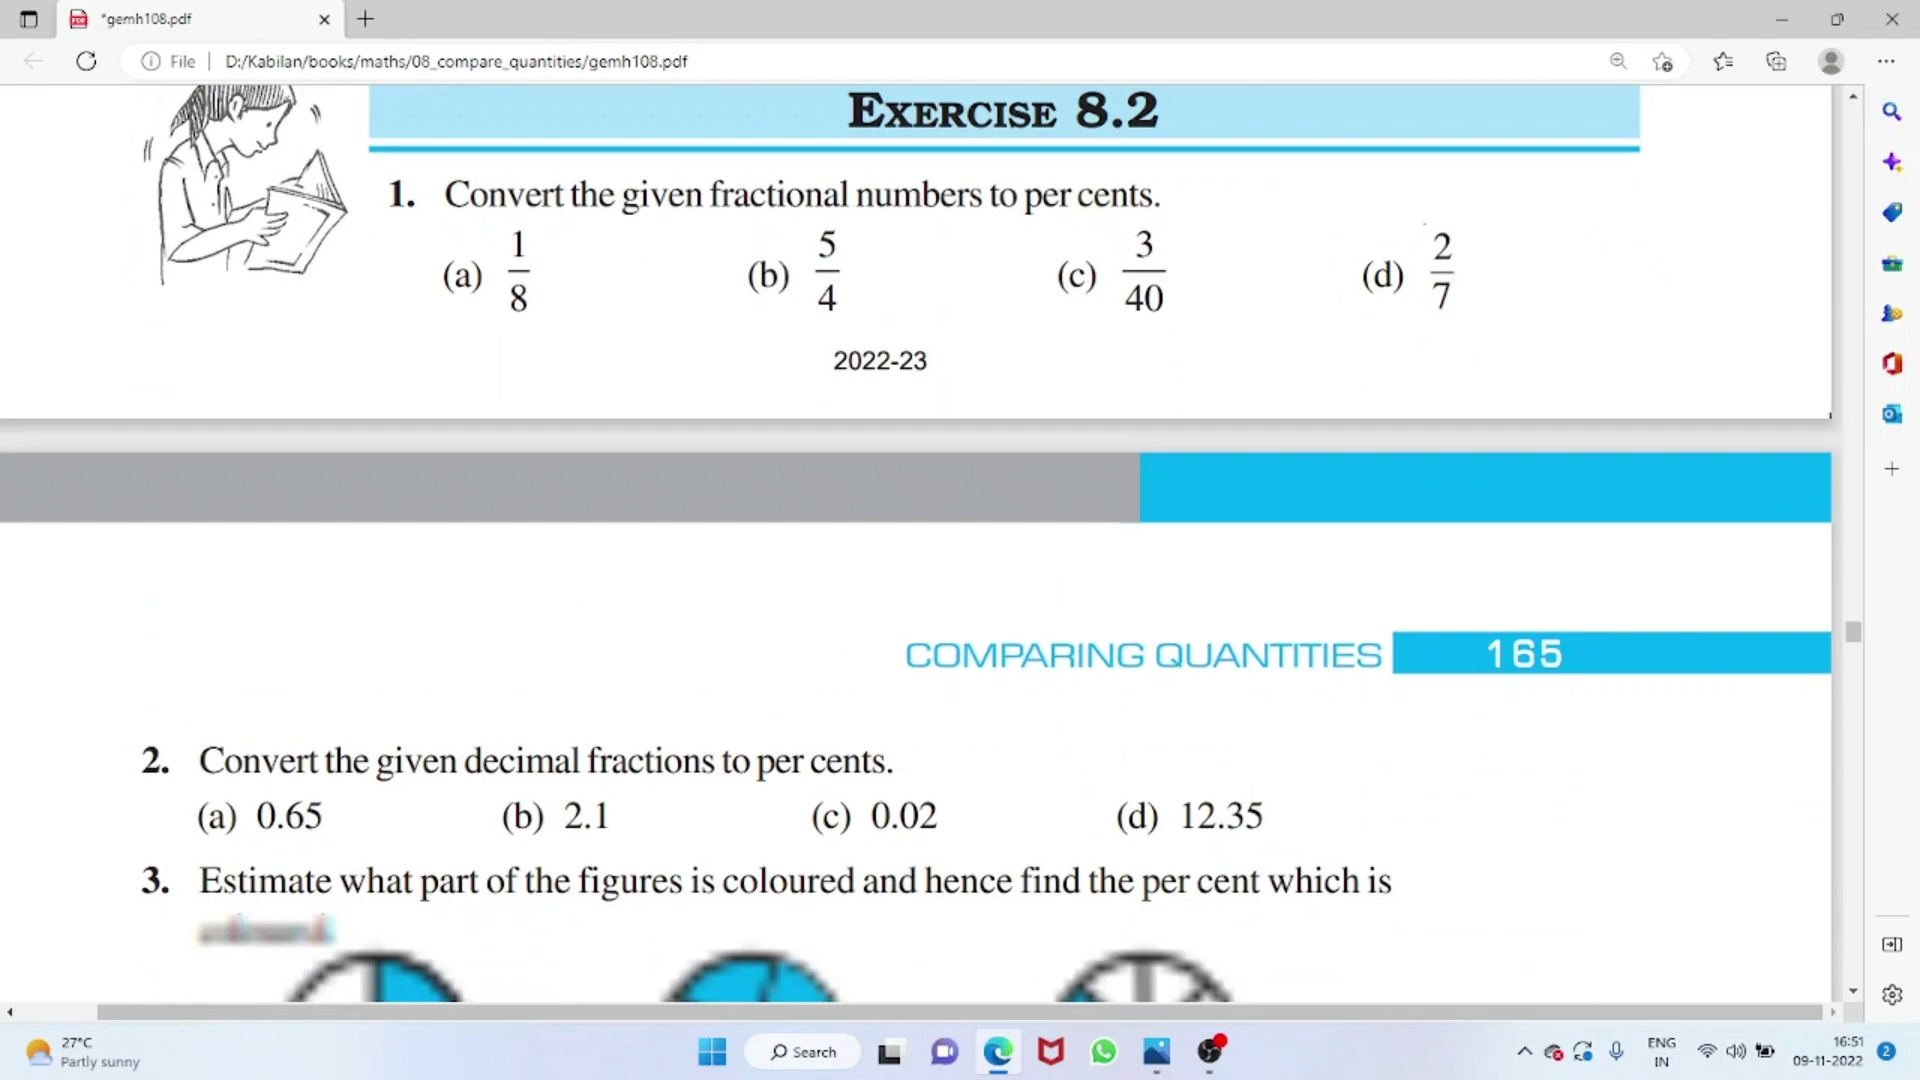 *gemh108.pdf
File
D:/Kabilan/books/maths/08_compare_quantities/gemh108.pdf
EXERCISE 8.2
1. Convert the given fractional numbers to per cents.
(a) 1/8 (b) 5/4 (c) 3/40 (d) 2/7
2022-23
COMPARING QUANTITIES 165
2. Convert the given decimal fractions to per cents.
(a) 0.65 (b) 2.1 (c) 0.02 (d) 12.35
3. Estimate what part of the figures is coloured and hence find the per cent which is
27°C
Partly sunny
Search
ENG
IN
16:51
09-11-2022
2